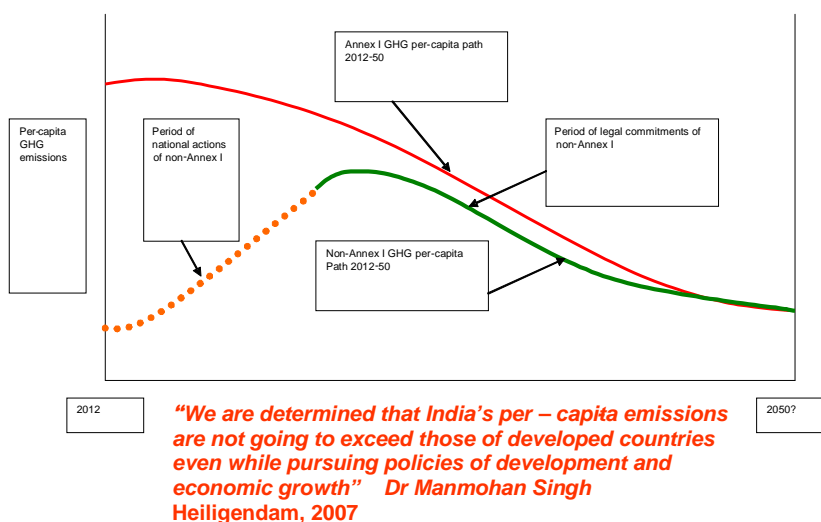 Annex I GHG per-capita path
2012-50
Per-capita
GHG
emissions
Period of
national actions
of non-Annex I
Period of legal commitments of
non-Annex I
Non-Annex I GHG per-capita
Path 2012-50
2012
2050?
“We are determined that India’s per – capita emissions
are not going to exceed those of developed countries
even while pursuing policies of development and
economic growth” Dr Manmohan Singh
Heiligendam, 2007